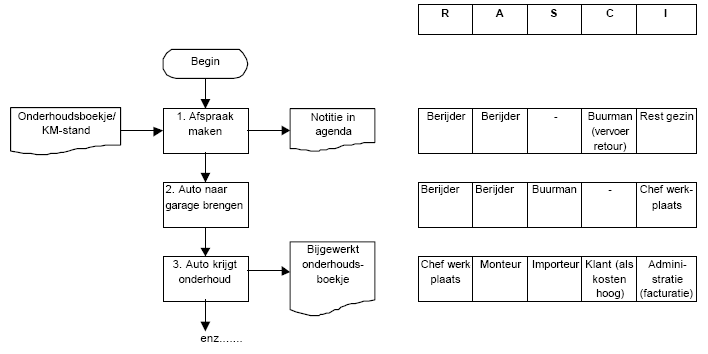 R A S C I
Begin
Onderhoudsboekje/
KM-stand
1. Afspraak
maken
Notitie in
agenda
Berijder
Berijder
-
Buurman
(vervoer
retour)
Rest gezin
2. Auto naar
garage brengen
Berijder
Berijder
Buurman
-
Chef werk-
plaats
3. Auto krijgt
onderhoud
Bijgewerkt
onderhouds-
boekje
Chef werk
plaats
Monteur
Importeur
Klant (als
kosten
hoog)
Admini-
stratie
(facturatie)
enz.......